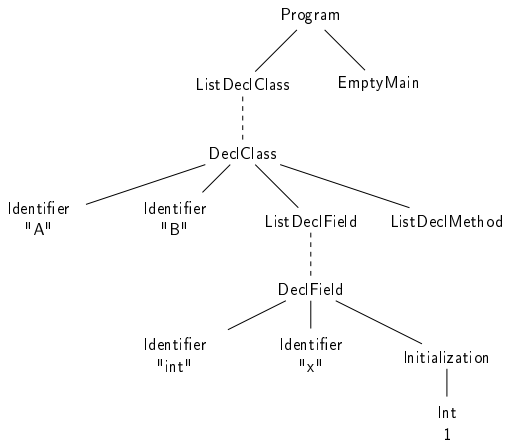 Program
ListDeclClass
EmptyMain
DeclClass
Identifier
"A"
Identifier
"B"
ListDeclField
ListDeclMethod
DeclField
Identifier
"int"
Identifier
"x"
Initialization
Int
1